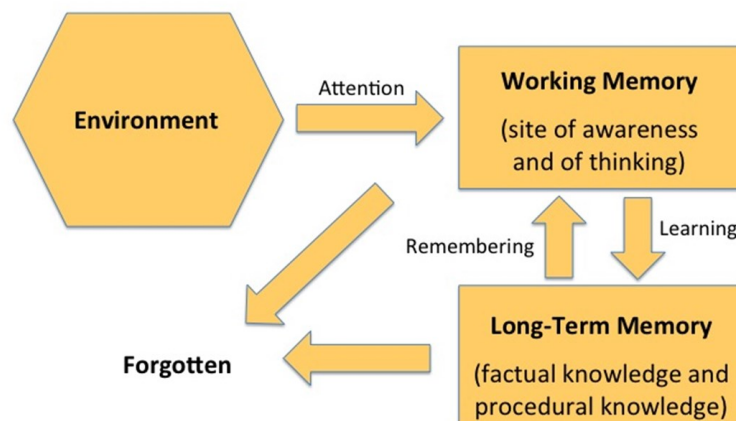 Environment
Attention
Working Memory
(site of awareness
and of thinking)
Remembering
Learning
Forgotten
Long-Term Memory
(factual knowledge and
procedural knowledge)